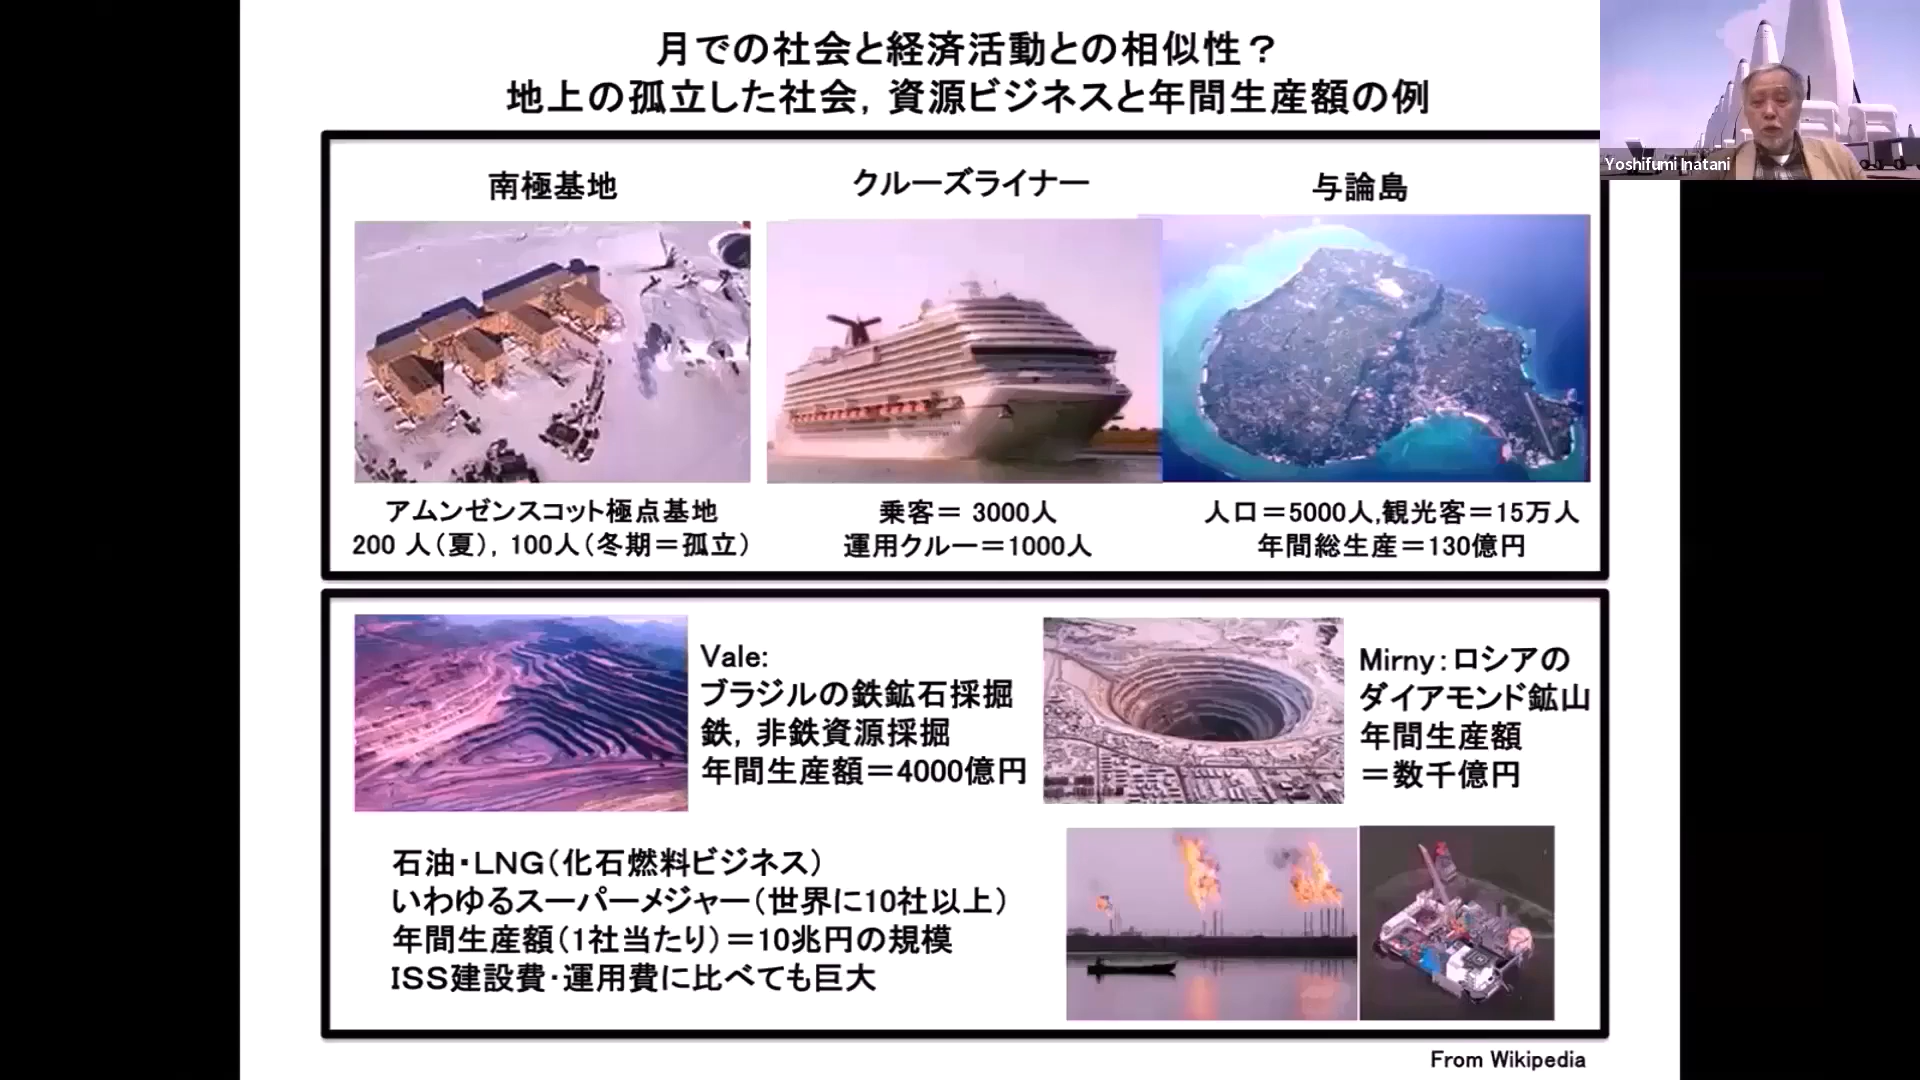 月での社会と経済活動との相似性？
地上の孤立した社会，資源ビジネスと年間生産額の例
Yoshifumi Inatani
南極基地
クルーズライナー
与論島
アムンゼンスコット極点基地
200 人（夏），100人（冬期＝孤立）
乗客＝ 3000人
運用クルー＝1000人
人口＝5000人,観光客＝15万人
年間総生産＝130億円
Vale:
ブラジルの鉄鉱石採掘
鉄，非鉄資源採掘
年間生産額＝4000億円
Mirny：ロシアの
ダイアモンド鉱山
年間生産額
＝数千億円
石油・LNG（化石燃料ビジネス）
いわゆるスーパーメジャー（世界に10社以上）
年間生産額（1社当たり）＝10兆円の規模
ISS建設費・運用費に比べても巨大
From Wikipedia